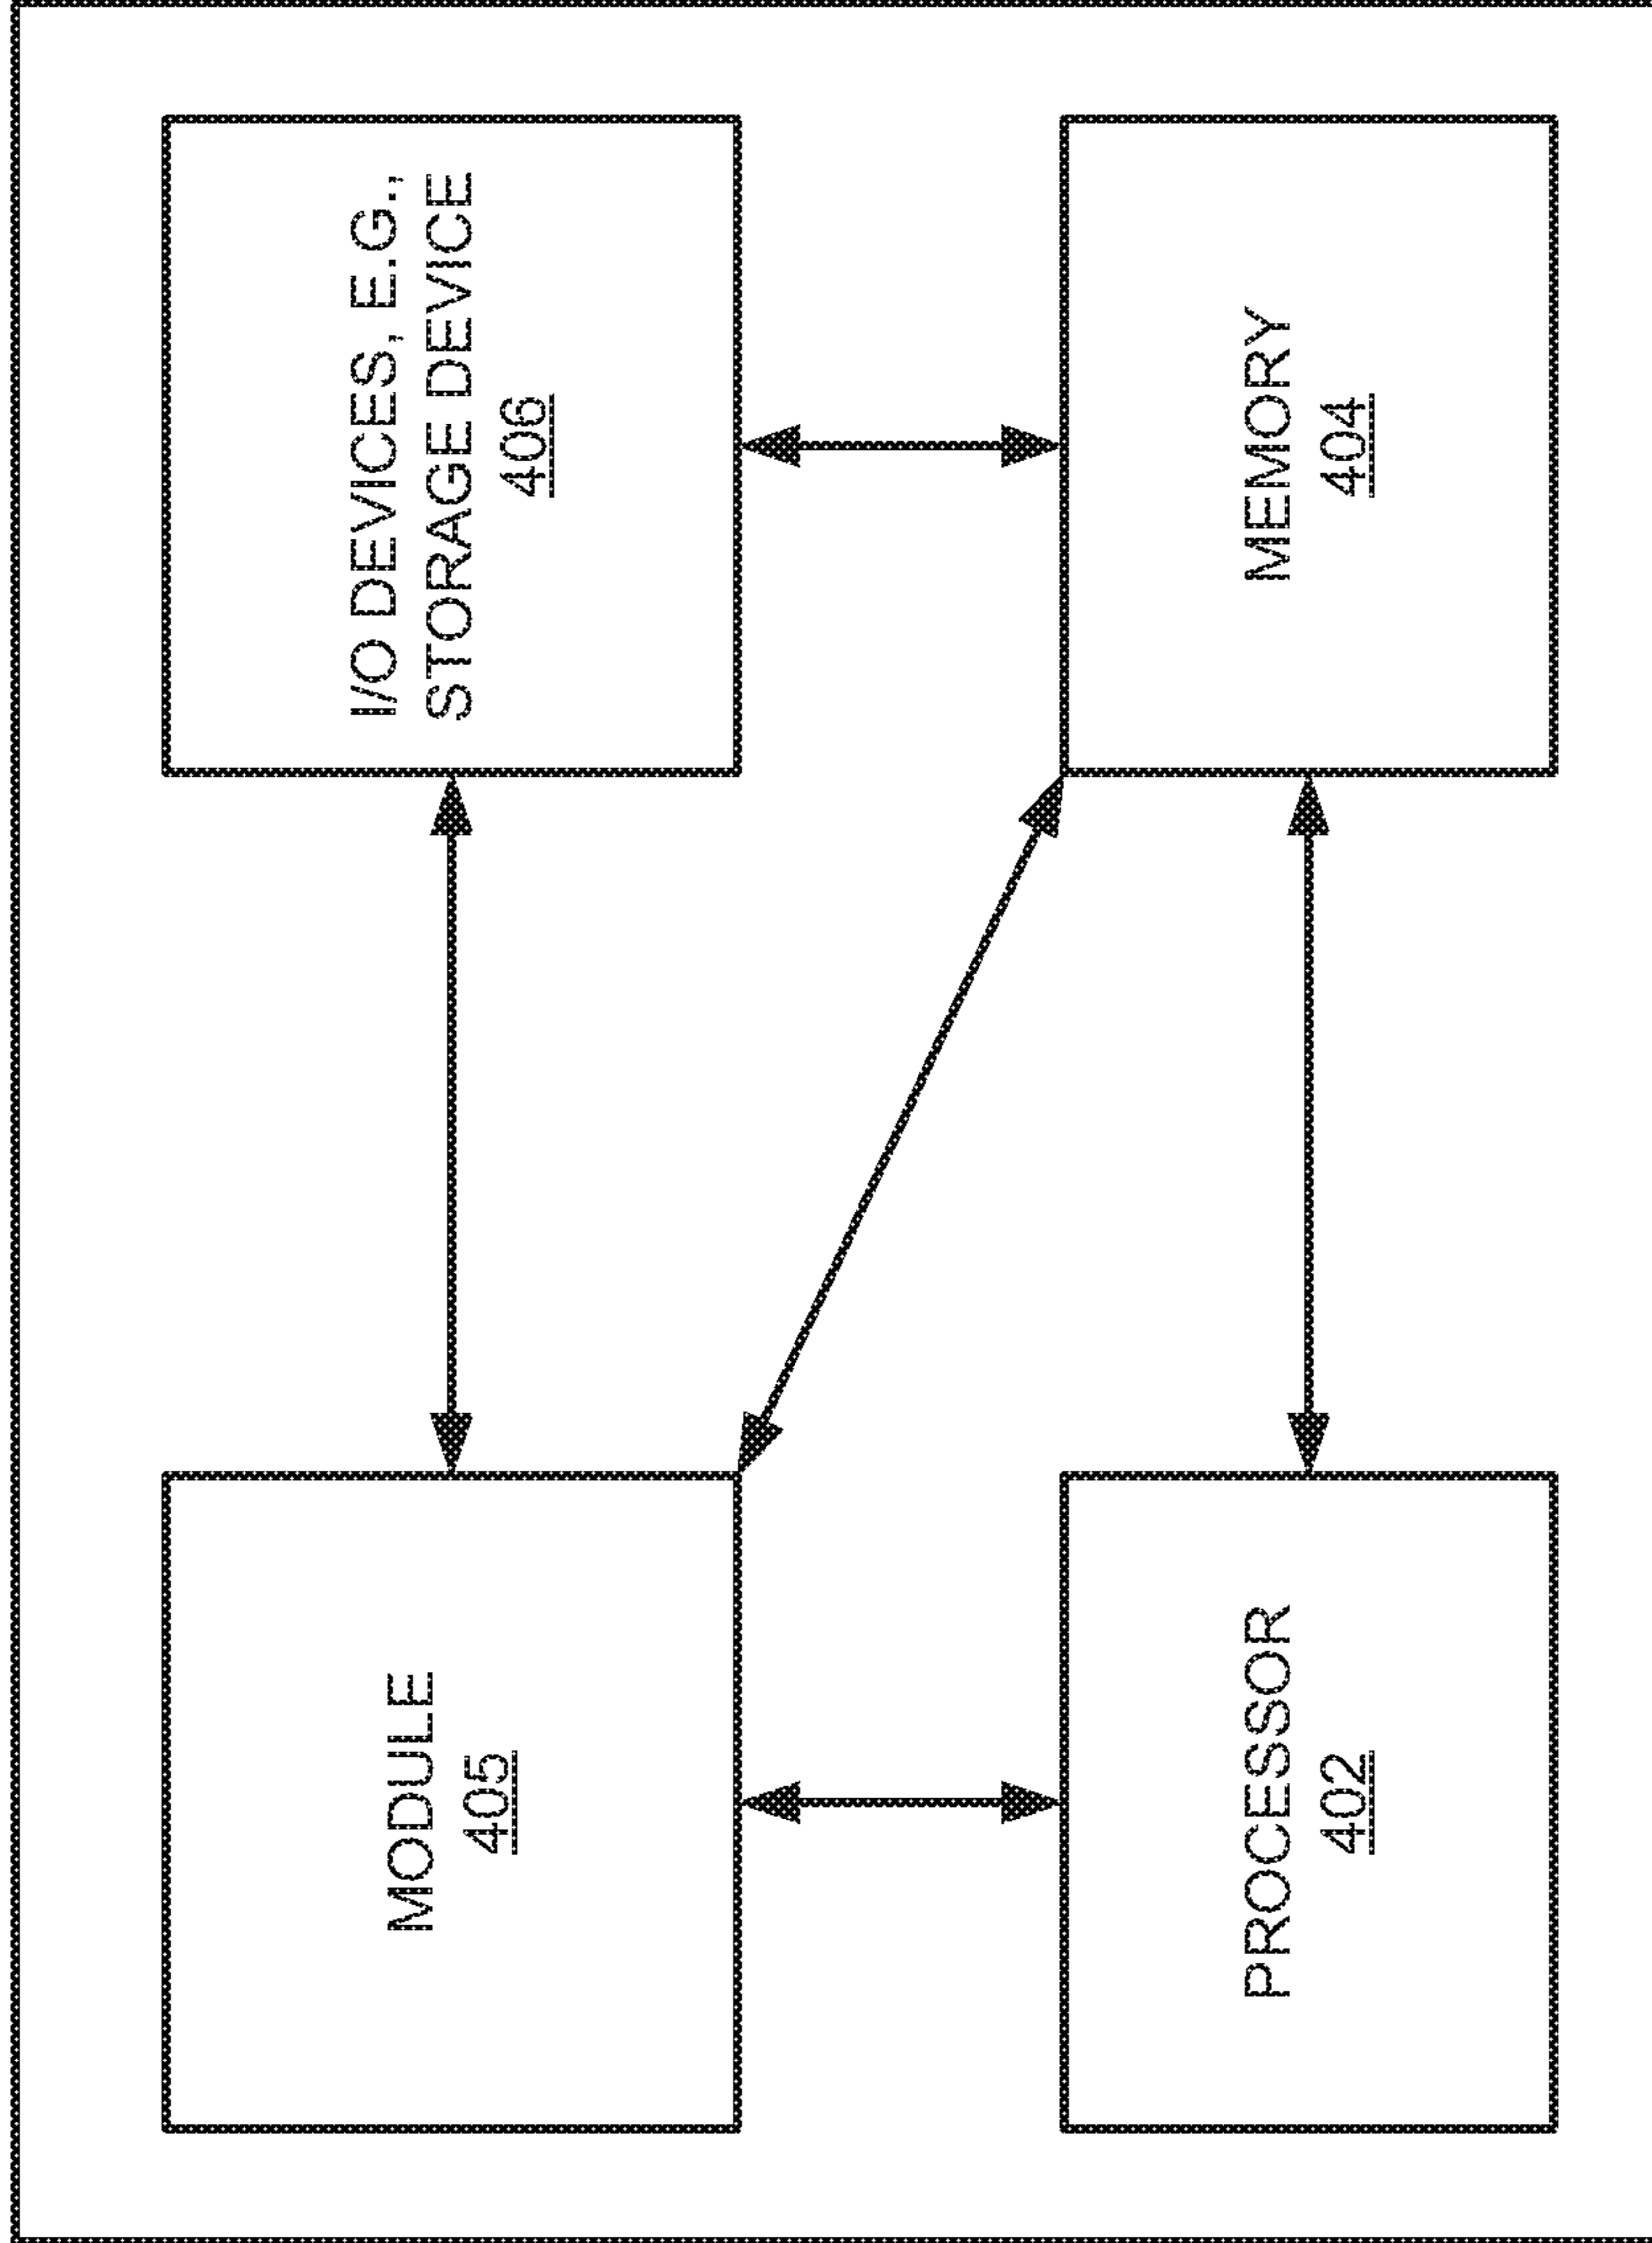 MODULE
405
I/O DEVICES, E.G.,
STORAGE DEVICE
406
PROCESSOR
402
MEMORY
404